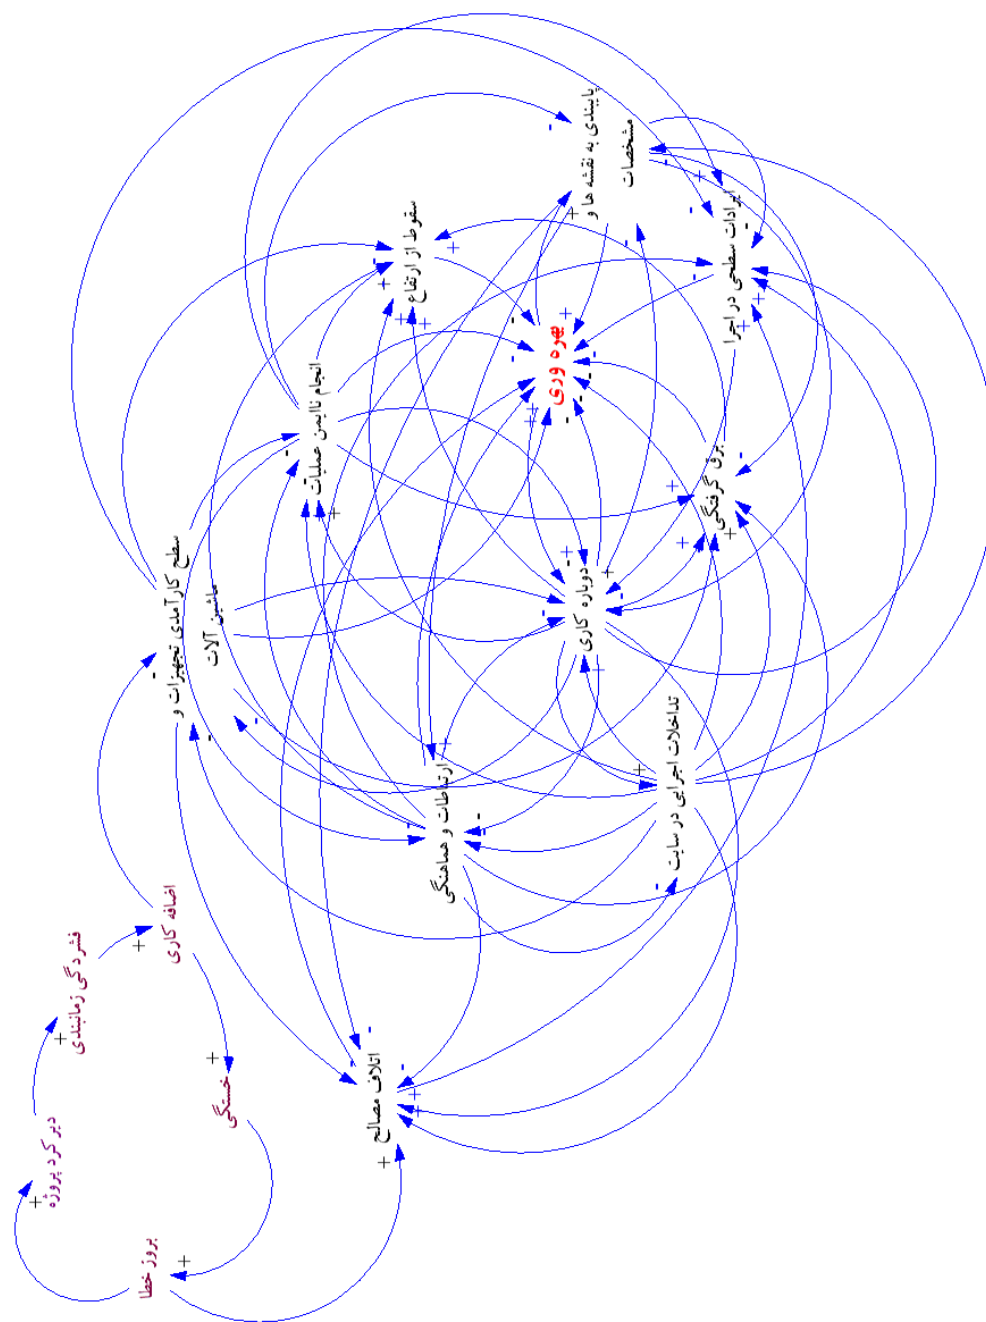 پایبندی به نقشه ها و
مشخصات
ایرادات سطحی در اجرا
سقوط از ارتفاع
بهره وری
انجام ناایمن عملیات
برق گرفتگی
سطح کارآمدی تجهیزات و
ماشین آلات
دوباره کاری
ارتباطات و هماهنگی
تداخلات اجرایی در سایت
اضافه کاری
فشردگی زمانبندی
خستگی
اتلاف مصالح
دیرکرد پروژه
بروز خطا